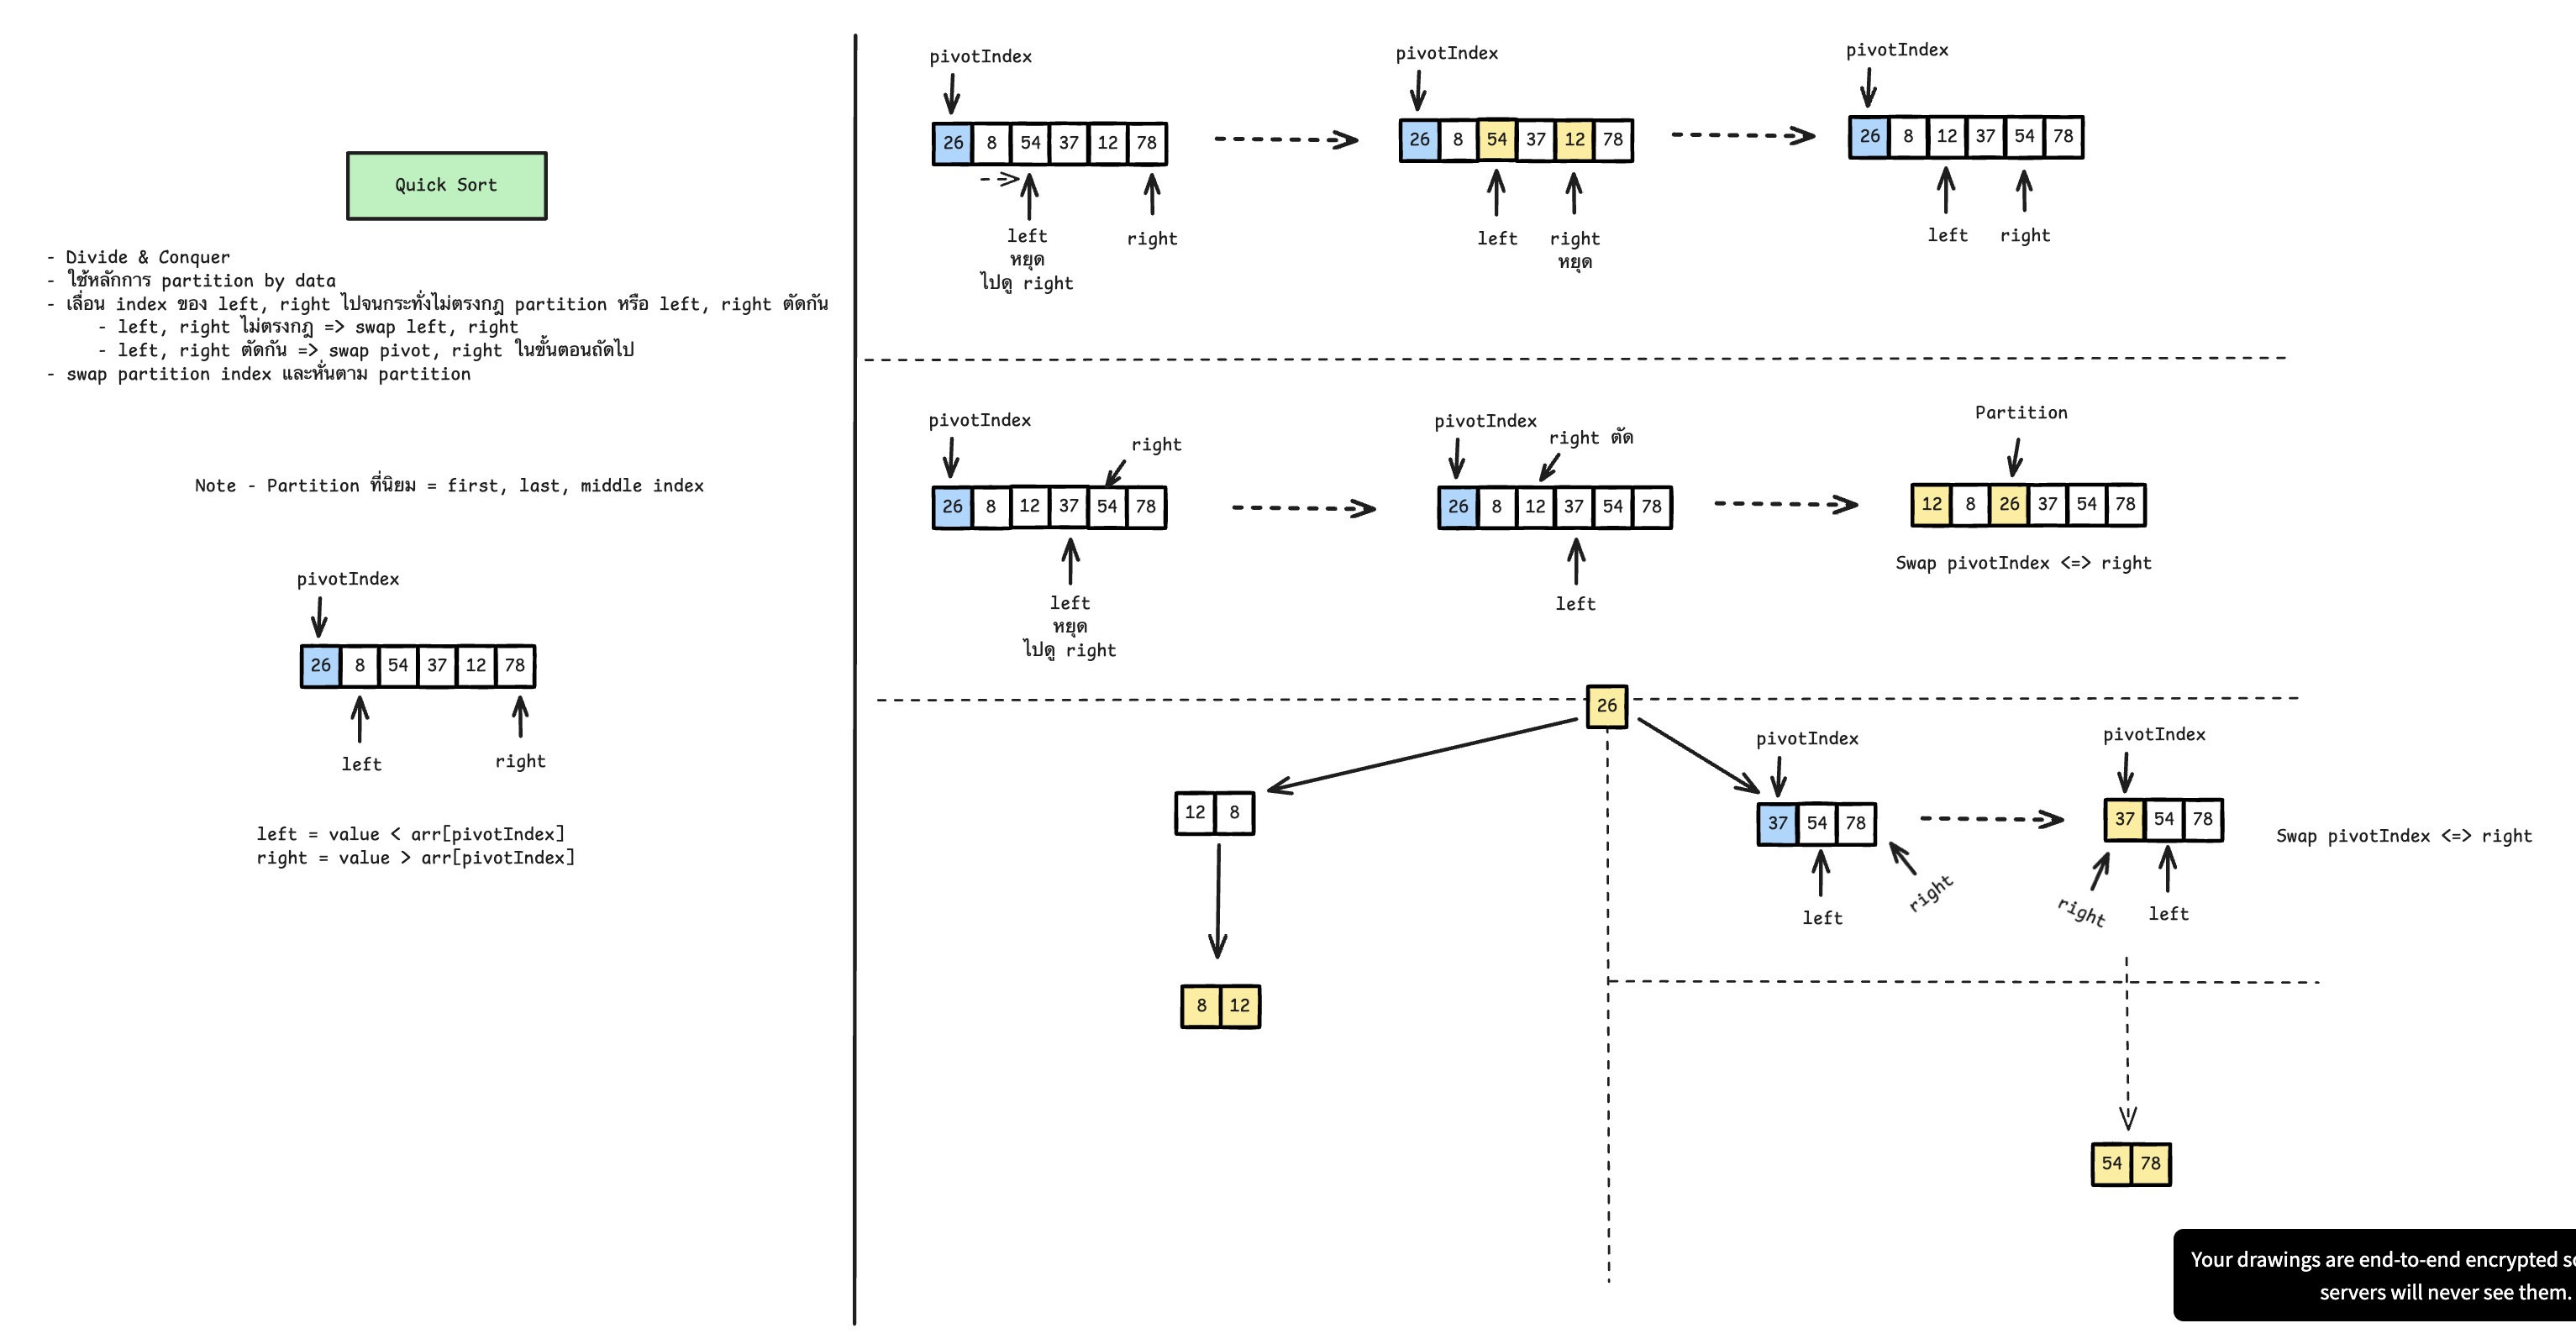 Quick Sort
- Divide & Conquer
- ใช้หลักการ partition by data
- เลื่อน index ของ left, right ไปจนกระทั่งไม่ตรงกฎ partition หรือ left, right ตัดกัน
- left, right ไม่ตรงกฎ => swap left, right
- left, right ตัดกัน => swap pivot, right ในขั้นตอนถัดไป
- swap partition index และหั่นตาม partition
Note - Partition ที่นิยม = first, last, middle index
pivotIndex
26 8 54 37 12 78
left right
left = value < arr[pivotIndex]
right = value > arr[pivotIndex]
pivotIndex
26 8 54 37 12 78
left
หยุด
ไปดู right
right
pivotIndex
26 8 54 37 12 78
left
right
หยุด
pivotIndex
26 8 12 37 54 78
left right
pivotIndex
right
26 8 12 37 54 78
left
หยุด
ไปดู right
pivotIndex
right ตัด
26 8 12 37 54 78
left
Partition
12 8 26 37 54 78
Swap pivotIndex <=> right
26
12 8
8 12
pivotIndex
37 54 78
left
right
pivotIndex
37 54 78
right
left
Swap pivotIndex <=> right
54 78
Your drawings are end-to-end encrypted s
servers will never see them.